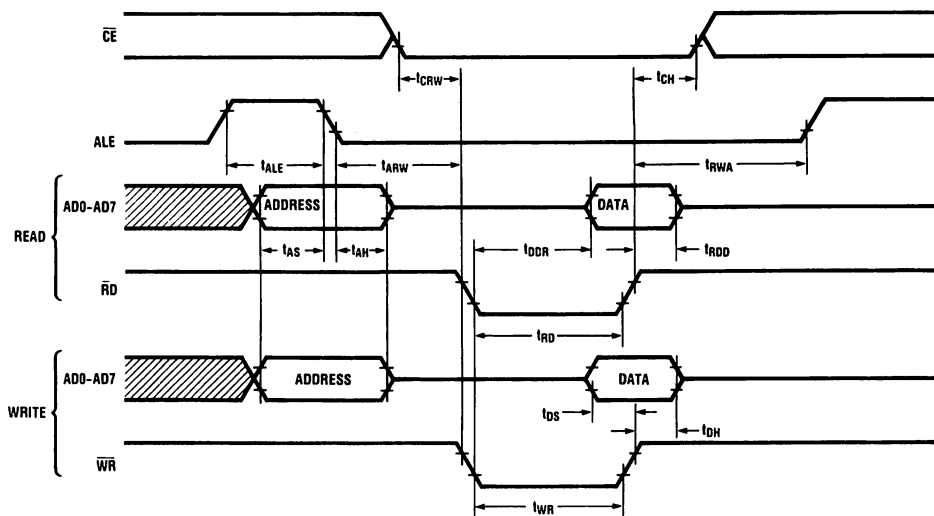 CE
tCRW
tCH
ALE
tALE
tARW
tRWA
READ
AD0-AD7
ADDRESS
DATA
tAS
tAH
tDDR
tRDD
RD
tRD
WRITE
AD0-AD7
ADDRESS
DATA
tDS
tDH
WR
tWR